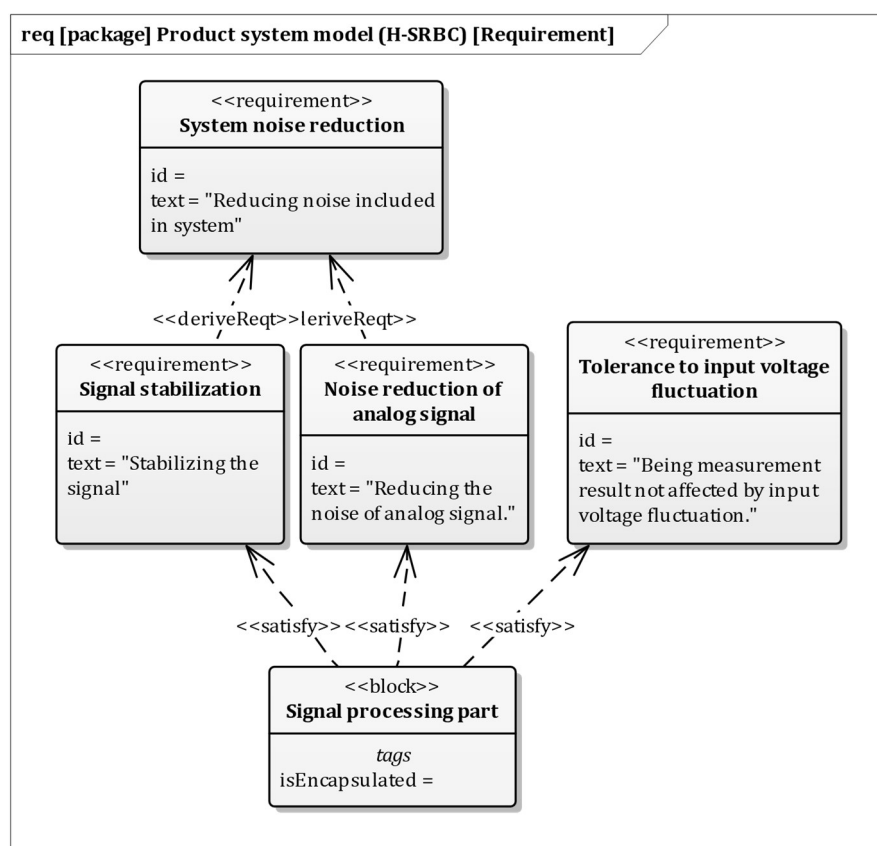 req [package] Product system model (H-SRBC) [Requirement]
<<requirement>>
System noise reduction
id =
text = "Reducing noise included
in system"
<<deriveReqt>>
leriveReqt>>
<<requirement>>
Signal stabilization
id =
text = "Stabilizing the
signal"
<<requirement>>
Noise reduction of
analog signal
id =
text = "Reducing the
noise of analog signal."
<<requirement>>
Tolerance to input voltage
fluctuation
id =
text = "Being measurement
result not affected by input
voltage fluctuation."
<<satisfy>>
<<satisfy>>
<<satisfy>>
<<block>>
Signal processing part
tags
isEncapsulated =